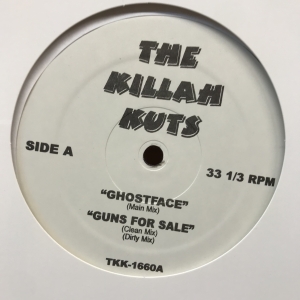 THE
KILLAH
KUTS
SIDE A
33 1/3 RPM
"GHOSTFACE"
(Main Mix)
"GUNS FOR SALE"
(Clean Mix)
(Dirty Mix)
TKK-1660A